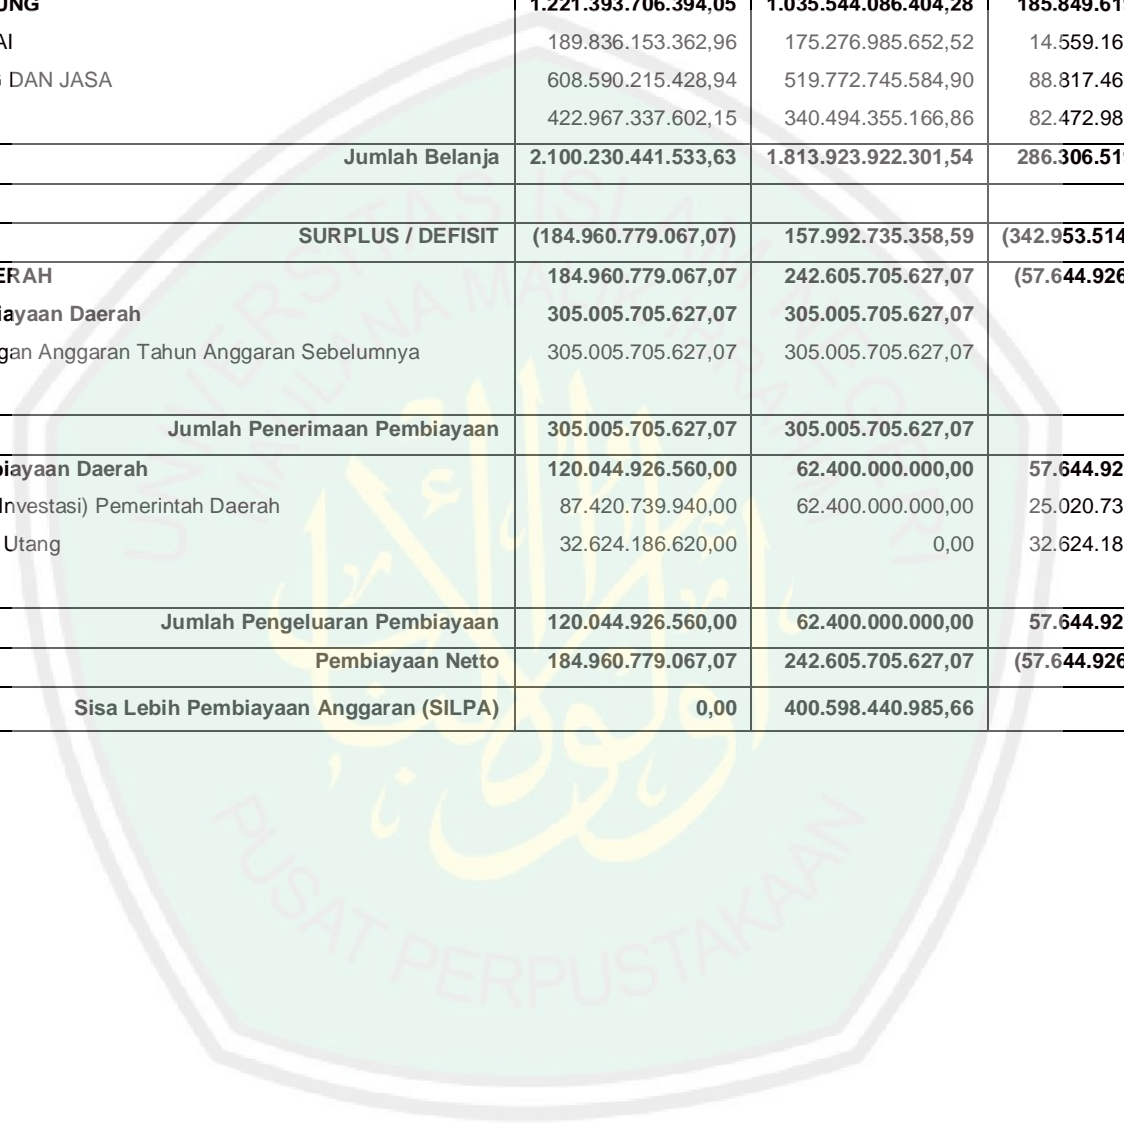 UNG 1.221.393.706.394,05 1.035.544.086.404,28 185.849.619
AI 189.836.153.362,96 175.276.985.652,52 14.559.16
DAN JASA 608.590.215.428,94 519.772.745.584,90 88.817.46
422.967.337.602,15 340.494.355.166,86 82.472.98
Jumlah Belanja 2.100.230.441.533,63 1.813.923.922.301,54 286.306.519
SURPLUS / DEFISIT (184.960.779.067,07) 157.992.735.358,59 (342.953.514
ERAH 184.960.779.067,07 242.605.705.627,07 (57.644.926
iayaan Daerah 305.005.705.627,07 305.005.705.627,07
gan Anggaran Tahun Anggaran Sebelumnya 305.005.705.627,07 305.005.705.627,07
Jumlah Penerimaan Pembiayaan 305.005.705.627,07 305.005.705.627,07
biayaan Daerah 120.044.926.560,00 62.400.000.000,00 57.644.92
Investasi) Pemerintah Daerah 87.420.739.940,00 62.400.000.000,00 25.020.73
Utang 32.624.186.620,00 0,00 32.624.18
Jumlah Pengeluaran Pembiayaan 120.044.926.560,00 62.400.000.000,00 57.644.92
Pembiayaan Netto 184.960.779.067,07 242.605.705.627,07 (57.644.926
Sisa Lebih Pembiayaan Anggaran (SILPA) 0,00 400.598.440.985,66
UNIVERSITAS ISLAM NEGERI
MAULANA MALIK IBRAHIM
PUSAT PERPUSTAKAAN